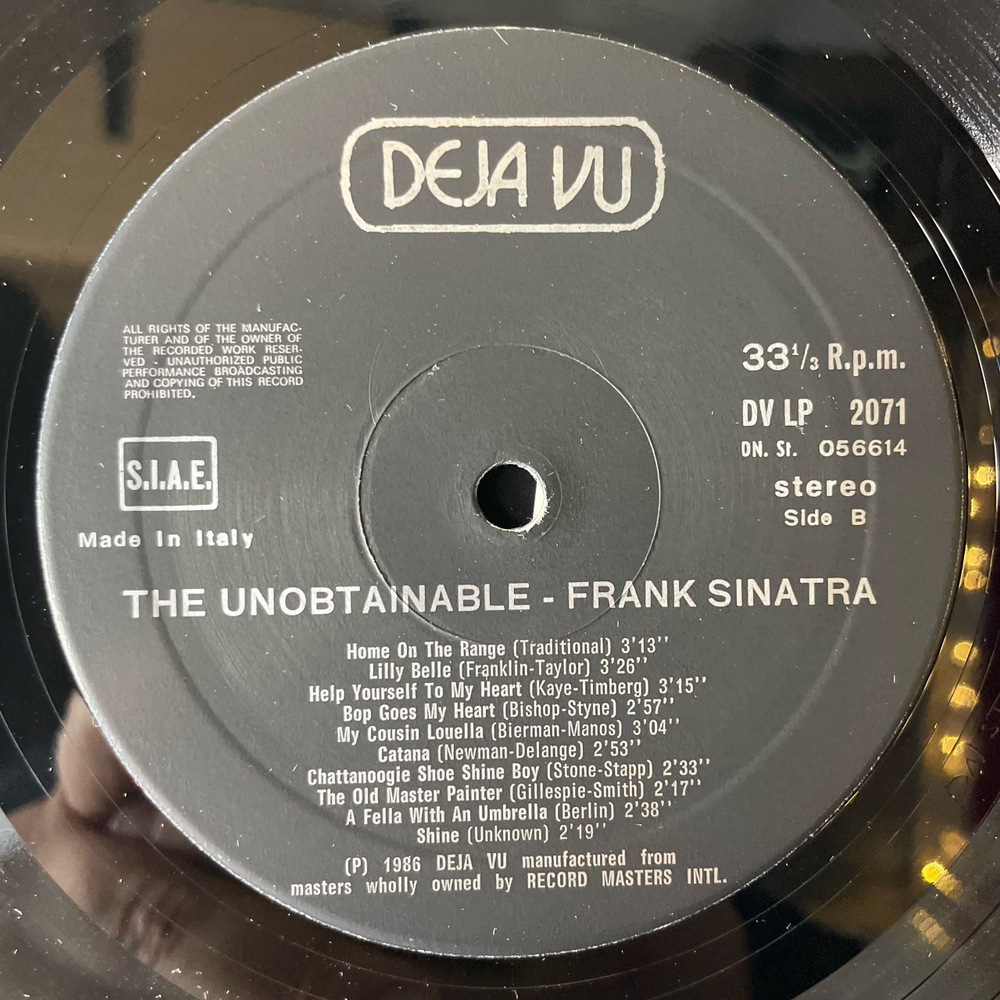 DEJA VU
ALL RIGHTS OF THE MANUFAC-
TURER AND OF THE OWNER OF
THE RECORDED WORK RESER-
VED - UNAUTHORIZED PUBLIC
PERFORMANCE BROADCASTING
AND COPYING OF THIS RECORD
PROHIBITED.
S.I.A.E.
Made In Italy
33 1/3 R.p.m.
DV LP 2071
DN. St. 056614
stereo
Side B
THE UNOBTAINABLE - FRANK SINATRA
Home On The Range (Traditional) 3'13''
Lilly Belle (Franklin-Taylor) 3'26''
Help Yourself To My Heart (Kaye-Timberg) 3'15''
Bop Goes My Heart (Bishop-Styne) 2'57''
My Cousin Louella (Bierman-Manos) 3'04''
Catana (Newman-Delange) 2'53''
Chattanoogie Shoe Shine Boy (Stone-Stapp) 2'33''
The Old Master Painter (Gillespie-Smith) 2'17''
A Fella With An Umbrella (Berlin) 2'38''
Shine (Unknown) 2'19''
(P) 1986 DEJA VU manufactured from
masters wholly owned by RECORD MASTERS INTL.